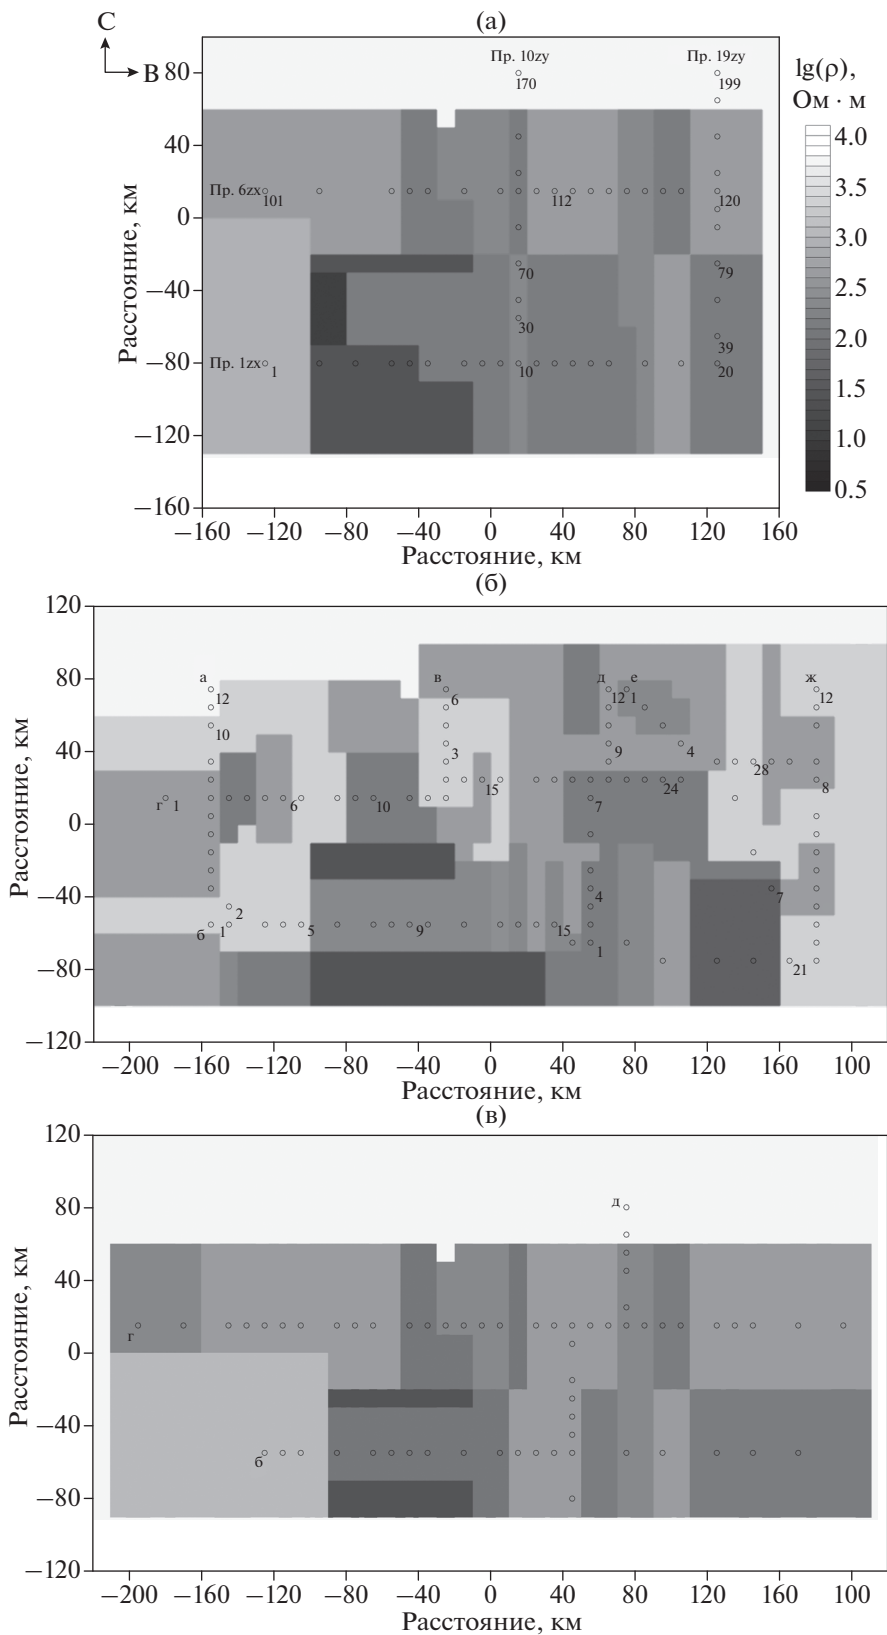 (а)
С
В
Пр. 10zy
Пр. 19zy
170
199
Пр. 6zx
101
112
120
70
79
30
39
Пр. 1zx
1
10
20
80
40
0
−40
−80
−120
−160
Расстояние, км
−160 −120 −80 −40 0 40 80 120 160
Расстояние, км
lg(ρ),
Ом · м
4.0
3.5
3.0
2.5
2.0
1.5
1.0
0.5
(б)
120
80
40
0
−40
−80
−120
Расстояние, км
а
в
д е
ж
12
6
12 1
12
10
3
9
4
28
г 1
6
10
15
7
24
8
2
4
7
б 1
5
9
15
1
21
−200 −160 −120 −80 −40 0 40 80 120 160 100
Расстояние, км
(в)
120
80
40
0
−40
−80
−120
Расстояние, км
д
г
б
−200 −160 −120 −80 −40 0 40 80 120 160 100
Расстояние, км